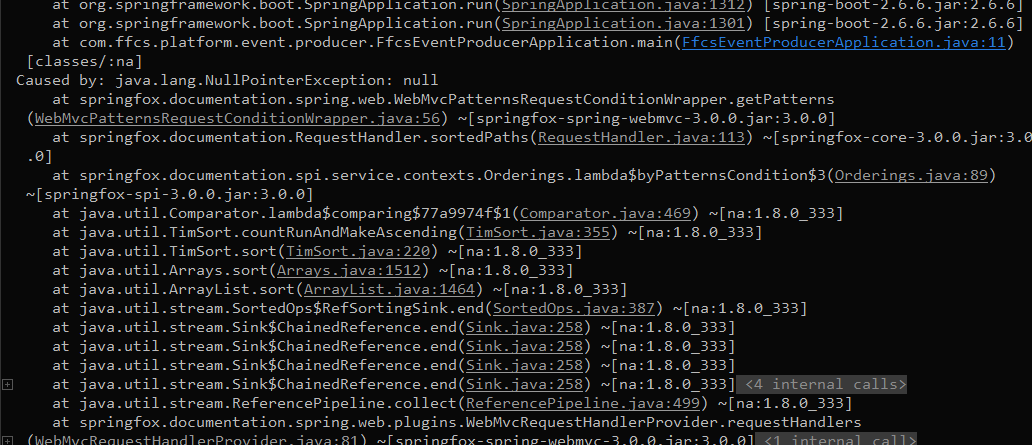 at org.springframework.boot.SpringApplication.run(SpringApplication.java:1312) [spring-boot-2.6.6.jar:2.6.6]
at org.springframework.boot.SpringApplication.run(SpringApplication.java:1301) [spring-boot-2.6.6.jar:2.6.6]
at com.ffcs.platform.event.producer.FfcsEventProducerApplication.main(FfcsEventProducerApplication.java:11)
[classes/:na]
Caused by: java.lang.NullPointerException: null
at springfox.documentation.spring.web.WebMvcPatternsRequestConditionWrapper.getPatterns
(WebMvcPatternsRequestConditionWrapper.java:56) ~[springfox-spring-webmvc-3.0.0.jar:3.0.0]
at springfox.documentation.RequestHandler.sortedPaths(RequestHandler.java:113) ~[springfox-core-3.0.0.jar:3.0
.0]
at springfox.documentation.spi.service.contexts.Orderings.lambda$byPatternsCondition$3(Orderings.java:89)
~[springfox-spi-3.0.0.jar:3.0.0]
at java.util.Comparator.lambda$comparing$77a9974f$1(Comparator.java:469) ~[na:1.8.0_333]
at java.util.TimSort.countRunAndMakeAscending(TimSort.java:355) ~[na:1.8.0_333]
at java.util.TimSort.sort(TimSort.java:220) ~[na:1.8.0_333]
at java.util.Arrays.sort(Arrays.java:1512) ~[na:1.8.0_333]
at java.util.ArrayList.sort(ArrayList.java:1464) ~[na:1.8.0_333]
at java.util.stream.SortedOps$RefSortingSink.end(SortedOps.java:387) ~[na:1.8.0_333]
at java.util.stream.Sink$ChainedReference.end(Sink.java:258) ~[na:1.8.0_333]
at java.util.stream.Sink$ChainedReference.end(Sink.java:258) ~[na:1.8.0_333]
at java.util.stream.Sink$ChainedReference.end(Sink.java:258) ~[na:1.8.0_333]
at java.util.stream.Sink$ChainedReference.end(Sink.java:258) ~[na:1.8.0_333] <4 internal calls>
at java.util.stream.ReferencePipeline.collect(ReferencePipeline.java:499) ~[na:1.8.0_333]
at springfox.documentation.spring.web.plugins.WebMvcRequestHandlerProvider.requestHandlers
(WebMvcRequestHandlerProvider.java:81) ~[springfox-spring-webmvc-3.0.0.jar:3.0.0] <1 internal call>